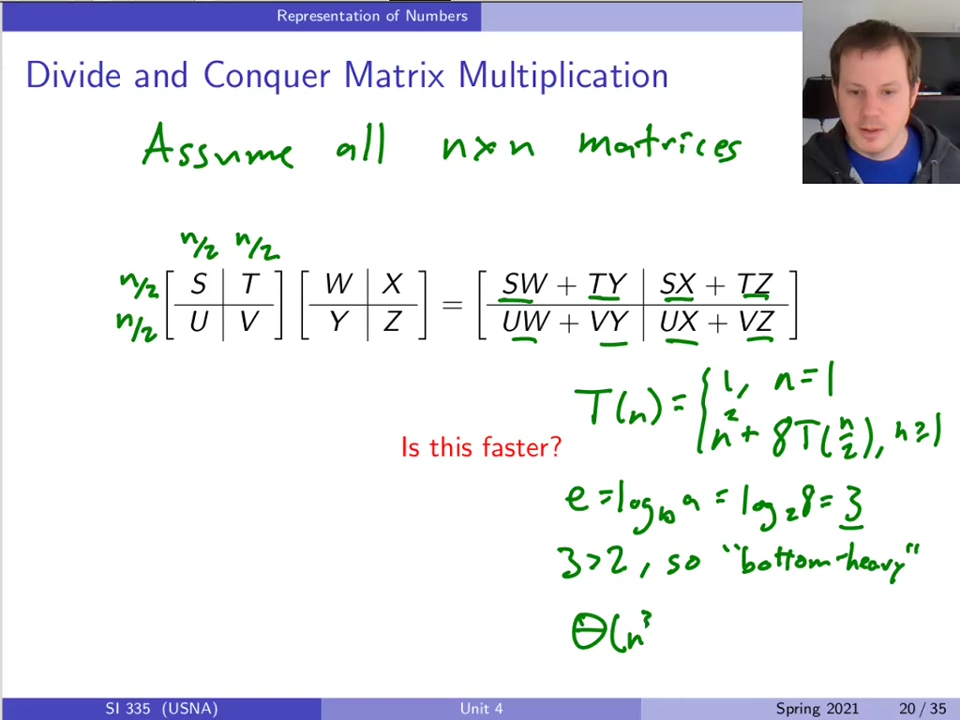 Representation of Numbers
Divide and Conquer Matrix Multiplication
Assume all n×n matrices
n/2 n/2
n/2 [ S | T ] [ W | X ] = [ SW + TY | SX + TZ ]
n/2 [ U | V ] [ Y | Z ] [ UW + VY | UX + VZ ]
T(n) = { 1, n=1
n² + 8T(n/2), n≥1
Is this faster?
e = log_b a = log_2 8 = 3
3>2, so "bottom-heavy"
Θ(n³
SI 335 (USNA) Unit 4 Spring 2021 20 / 35